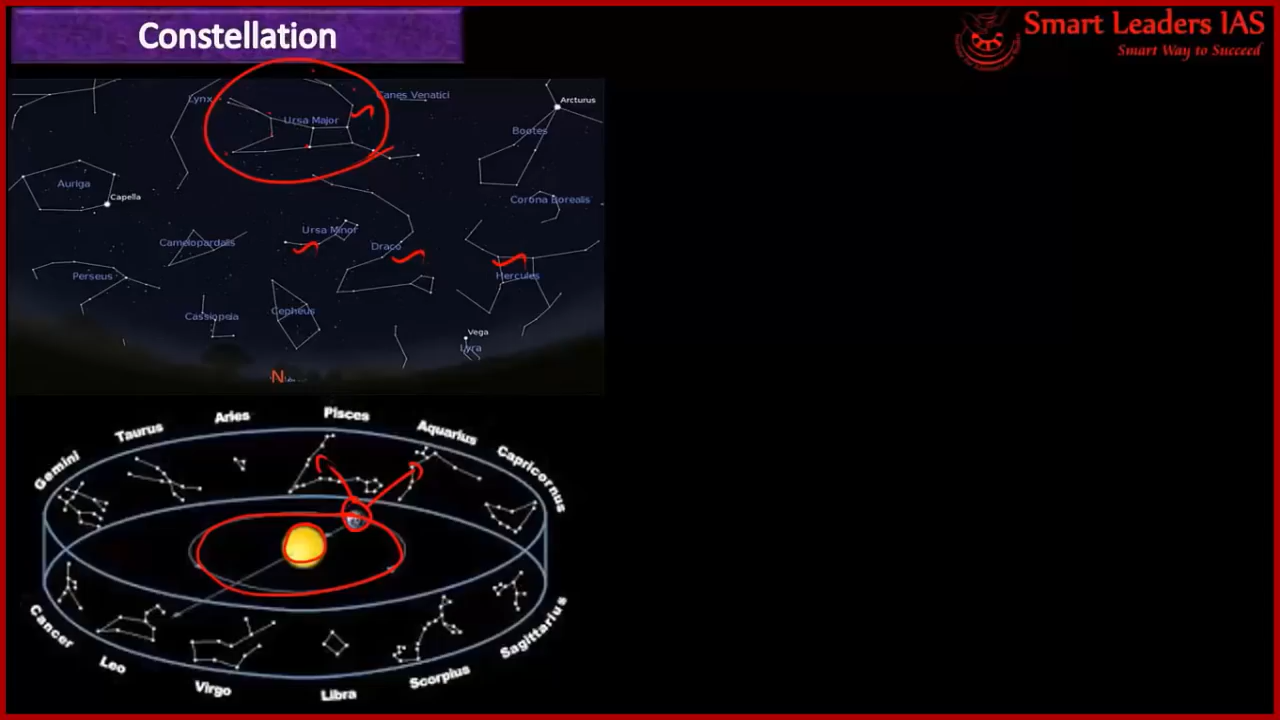 Constellation
Smart Leaders IAS
Smart Way to Succeed
Lynx
Canes Venatici
Arcturus
Ursa Major
Bootes
Auriga
Capella
Corona Borealis
Ursa Minor
Camelopardalis
Draco
Perseus
Hercules
Cassiopeia
Cepheus
Vega
Lyra
N
Pisces
Aries
Taurus
Aquarius
Gemini
Capricornus
Cancer
Leo
Virgo
Libra
Scorpius
Sagittarius